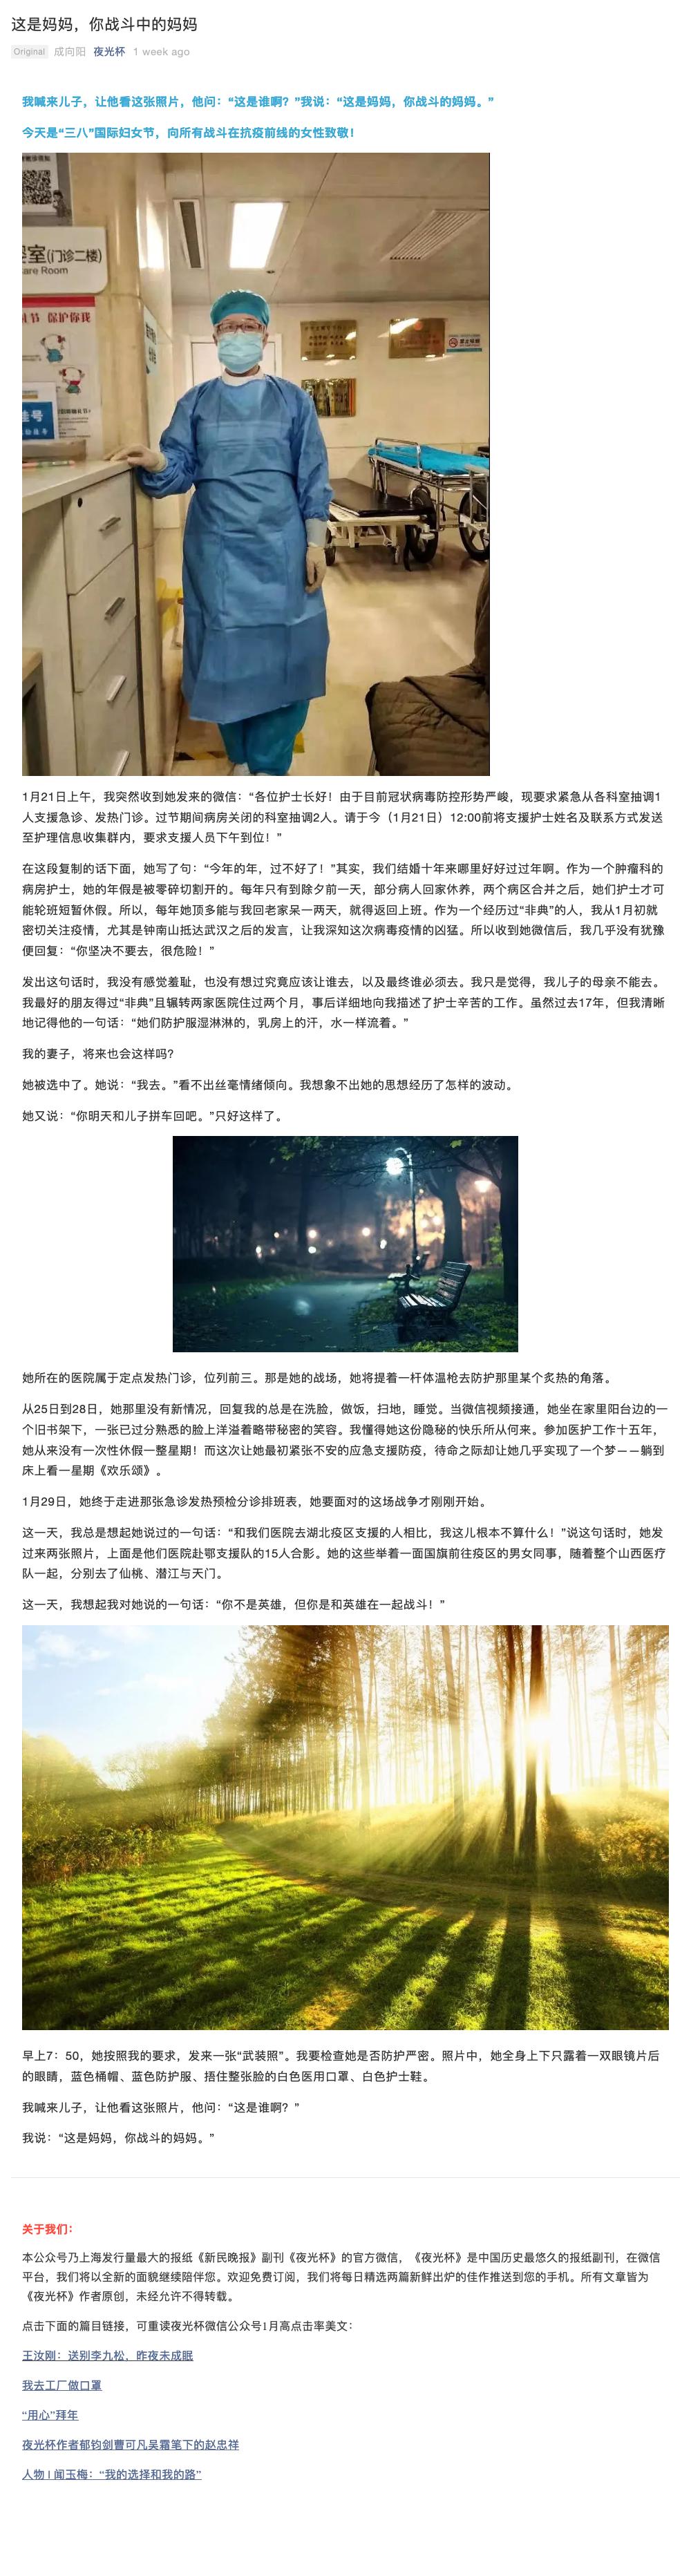 这是妈妈，你战斗中的妈妈
Original 成向阳 夜光杯 1 week ago
我喊来儿子，让他看这张照片，他问：“这是谁啊？”我说：“这是妈妈，你战斗的妈妈。”
今天是“三八”国际妇女节，向所有战斗在抗疫前线的女性致敬！
室(门诊二楼)
are Room
礼节 保护你我
挂号
1月21日上午，我突然收到她发来的微信：“各位护士长好！由于目前冠状病毒防控形势严峻，现要求紧急从各科室抽调1
人支援急诊、发热门诊。过节期间病房关闭的科室抽调2人。请于今（1月21日）12:00前将支援护士姓名及联系方式发送
至护理信息收集群内，要求支援人员下午到位！”
在这段复制的话下面，她写了句：“今年的年，过不好了！”其实，我们结婚十年来哪里好好过过年啊。作为一个肿瘤科的
病房护士，她的年假是被零碎切割开的。每年只有到除夕前一天，部分病人回家休养，两个病区合并之后，她们护士才可
能轮班短暂休假。所以，每年她顶多能与我回老家呆一两天，就得返回上班。作为一个经历过“非典”的人，我从1月初就
密切关注疫情，尤其是钟南山抵达武汉之后的发言，让我深知这次病毒疫情的凶猛。所以收到她微信后，我几乎没有犹豫
便回复：“你坚决不要去，很危险！”
发出这句话时，我没有感觉羞耻，也没有想过究竟应该让谁去，以及最终谁必须去。我只是觉得，我儿子的母亲不能去。
我最好的朋友得过“非典”且辗转两家医院住过两个月，事后详细地向我描述了护士辛苦的工作。虽然过去17年，但我清晰
地记得他的一句话：“她们防护服湿淋淋的，乳房上的汗，水一样流着。”
我的妻子，将来也会这样吗?
她被选中了。她说：“我去。”看不出丝毫情绪倾向。我想象不出她的思想经历了怎样的波动。
她又说：“你明天和儿子拼车回吧。”只好这样了。
她所在的医院属于定点发热门诊，位列前三。那是她的战场，她将提着一杆体温枪去防护那里某个炙热的角落。
从25日到28日，她那里没有新情况，回复我的总是在洗脸，做饭，扫地，睡觉。当微信视频接通，她坐在家里阳台边的一
个旧书架下，一张已过分熟悉的脸上洋溢着略带秘密的笑容。我懂得她这份隐秘的快乐所从何来。参加医护工作十五年，
她从来没有一次性休假一整星期！而这次让她最初紧张不安的应急支援防疫，待命之际却让她几乎实现了一个梦——躺到
床上看一星期《欢乐颂》。
1月29日，她终于走进那张急诊发热预检分诊排班表，她要面对的这场战争才刚刚开始。
这一天，我总是想起她说过的一句话：“和我们医院去湖北疫区支援的人相比，我这儿根本不算什么！”说这句话时，她发
过来两张照片，上面是他们医院赴鄂支援队的15人合影。她的这些举着一面国旗前往疫区的男女同事，随着整个山西医疗
队一起，分别去了仙桃、潜江与天门。
这一天，我想起我对她说的一句话：“你不是英雄，但你是和英雄在一起战斗！”
早上7：50，她按照我的要求，发来一张“武装照”。我要检查她是否防护严密。照片中，她全身上下只露着一双眼镜片后
的眼睛，蓝色桶帽、蓝色防护服、捂住整张脸的白色医用口罩、白色护士鞋。
我喊来儿子，让他看这张照片，他问：“这是谁啊？”
我说：“这是妈妈，你战斗的妈妈。”
关于我们：
本公众号乃上海发行量最大的报纸《新民晚报》副刊《夜光杯》的官方微信，《夜光杯》是中国历史最悠久的报纸副刊，在微信
平台，我们将以全新的面貌继续陪伴您。欢迎免费订阅，我们将每日精选两篇新鲜出炉的佳作推送到您的手机。所有文章皆为
《夜光杯》作者原创，未经允许不得转载。
点击下面的篇目链接，可重读夜光杯微信公众号1月高点击率美文：
王汝刚：送别李九松，昨夜未成眠
我去工厂做口罩
“用心”拜年
夜光杯作者郁钧剑曹可凡吴霜笔下的赵忠祥
人物 | 闻玉梅：“我的选择和我的路”